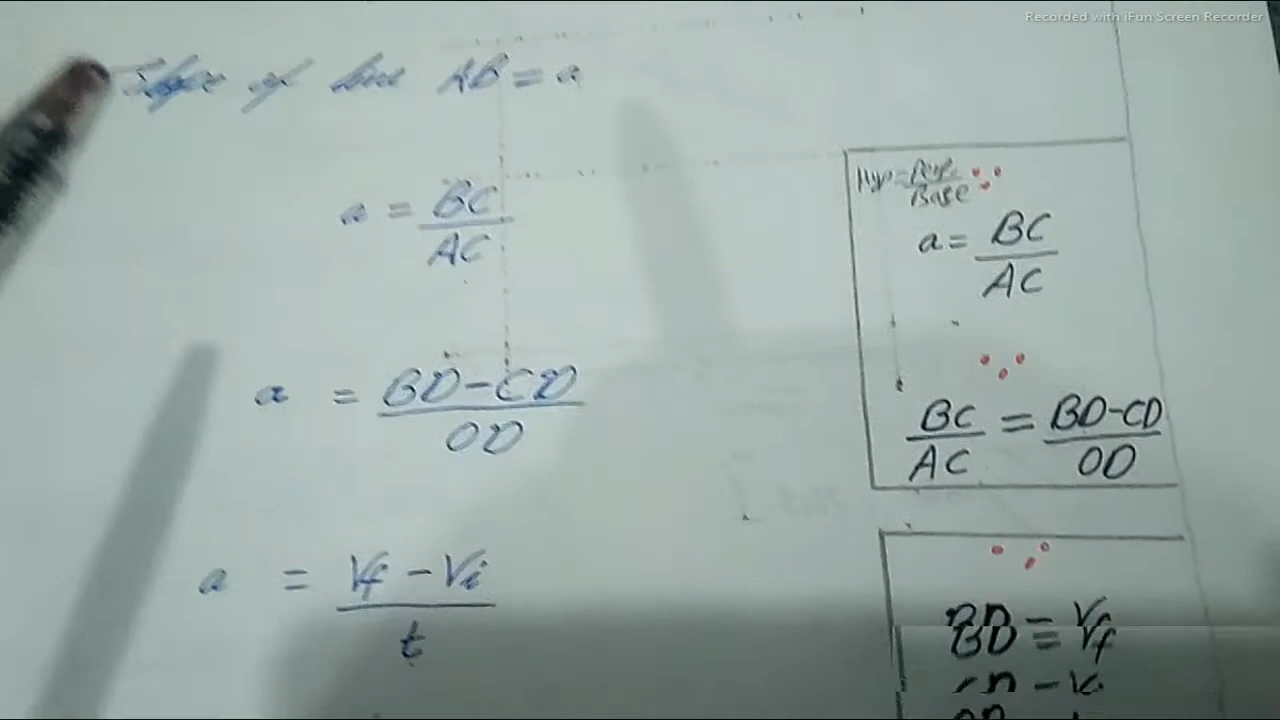 Recorded with iFun Screen Recorder
Slope of line AB = a
a = BC / AC
a = BD-CD / OD
a = Vf - Vi / t
Hyp = Perp. / Base ∵
a = BC / AC
∵
BC / AC = BD-CD / OD
∵
BD = Vf